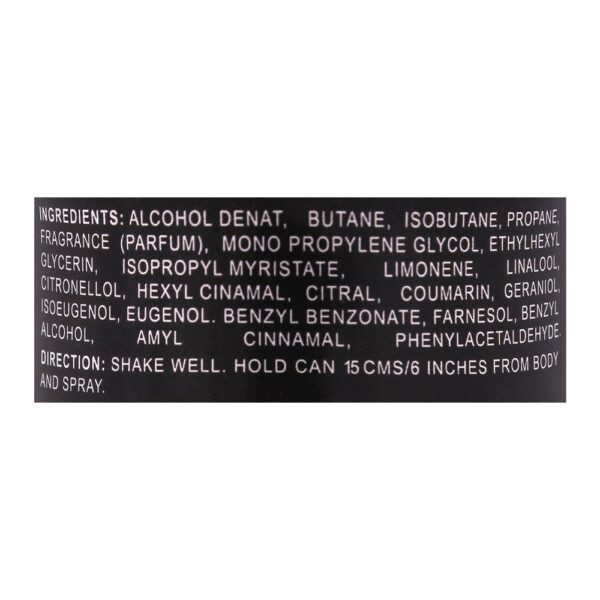 INGREDIENTS: ALCOHOL DENAT, BUTANE, ISOBUTANE, PROPANE,
FRAGRANCE (PARFUM), MONO PROPYLENE GLYCOL, ETHYLHEXYL
GLYCERIN, ISOPROPYL MYRISTATE, LIMONENE, LINALOOL,
CITRONELLOL, HEXYL CINAMAL, CITRAL, COUMARIN, GERANIOL,
ISOEUGENOL, EUGENOL. BENZYL BENZONATE, FARNESOL, BENZYL
ALCOHOL, AMYL CINNAMAL, PHENYLACETALDEHYDE.
DIRECTION: SHAKE WELL. HOLD CAN 15 CMS/6 INCHES FROM BODY
AND SPRAY.